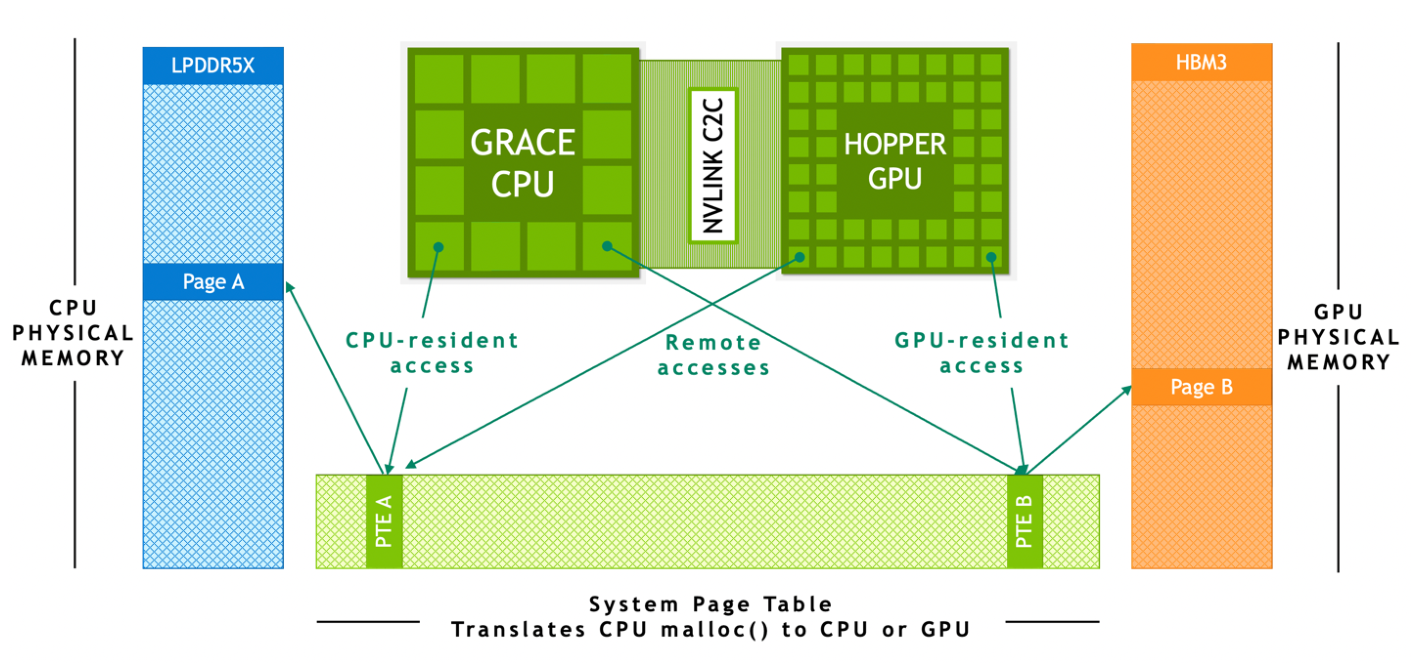 LPDDR5X
Page A
CPU
PHYSICAL
MEMORY
GRACE
CPU
NVLINK C2C
HOPPER
GPU
HBM3
Page B
GPU
PHYSICAL
MEMORY
CPU-resident
access
Remote
accesses
GPU-resident
access
PTE A
PTE B
System Page Table
Translates CPU malloc() to CPU or GPU